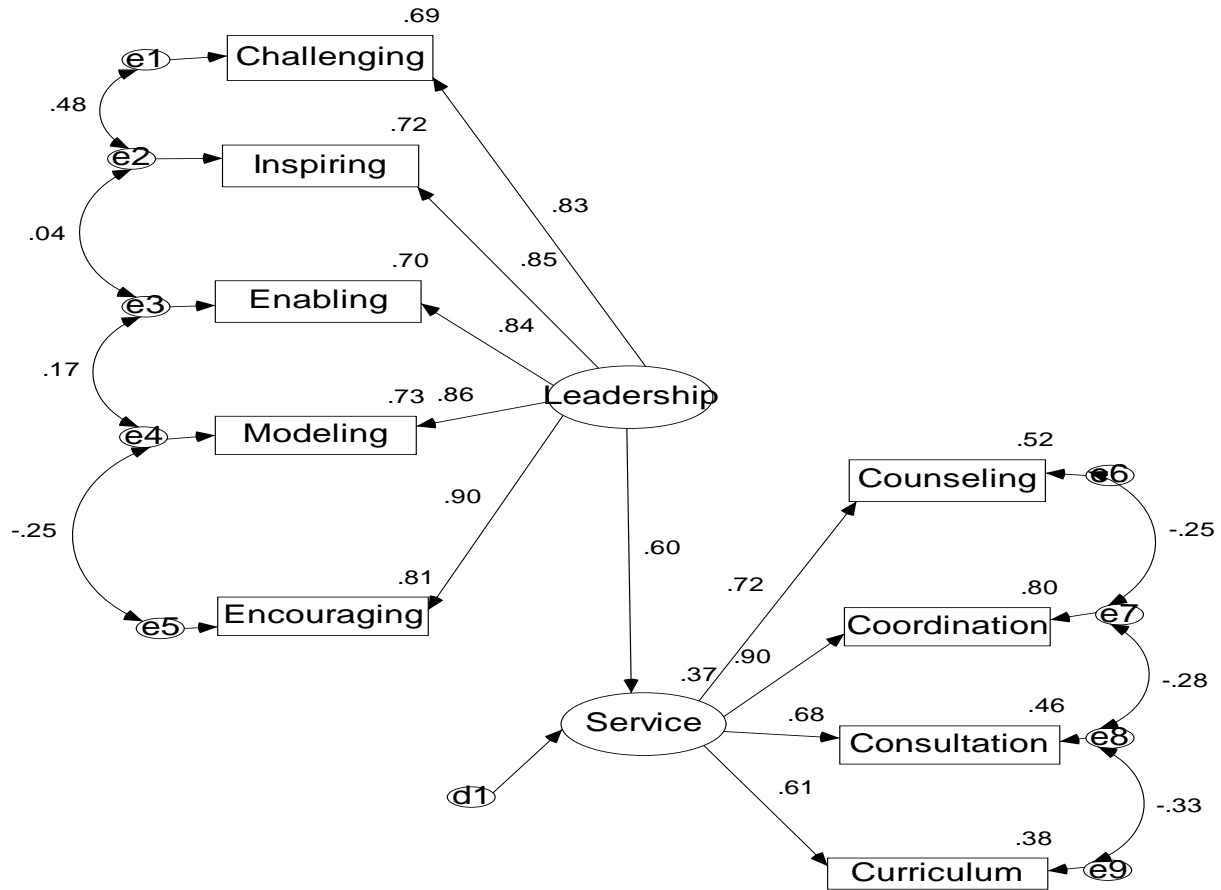 .69
e1
Challenging
.48
.72
e2
Inspiring
.83
.04
.85
.70
e3
Enabling
.84
.17
Leadership
.73 .86
e4
Modeling
.52
Counseling
e6
.90
-.25
-.25
.60
.72
.81
.80
Encouraging
e5
Coordination
e7
.90
.37
-.28
Service
.68
.46
Consultation
e8
d1
.61
-.33
.38
Curriculum
e9